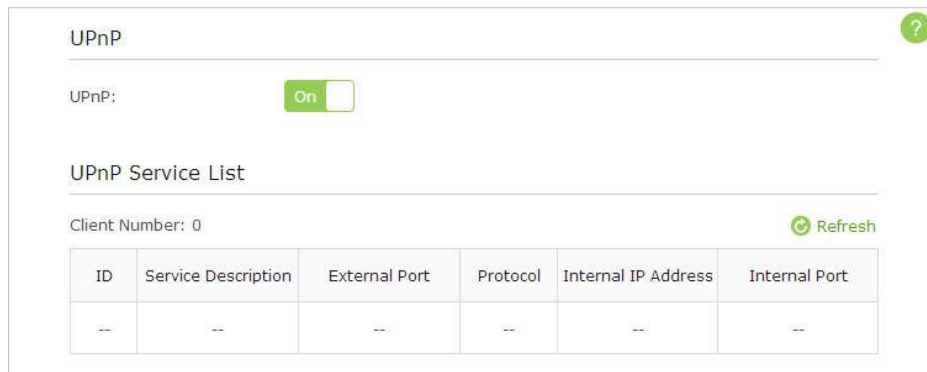 UPnP
?
UPnP: On
UPnP Service List
Client Number: 0 Refresh
ID Service Description External Port Protocol Internal IP Address Internal Port
-- -- -- -- -- --